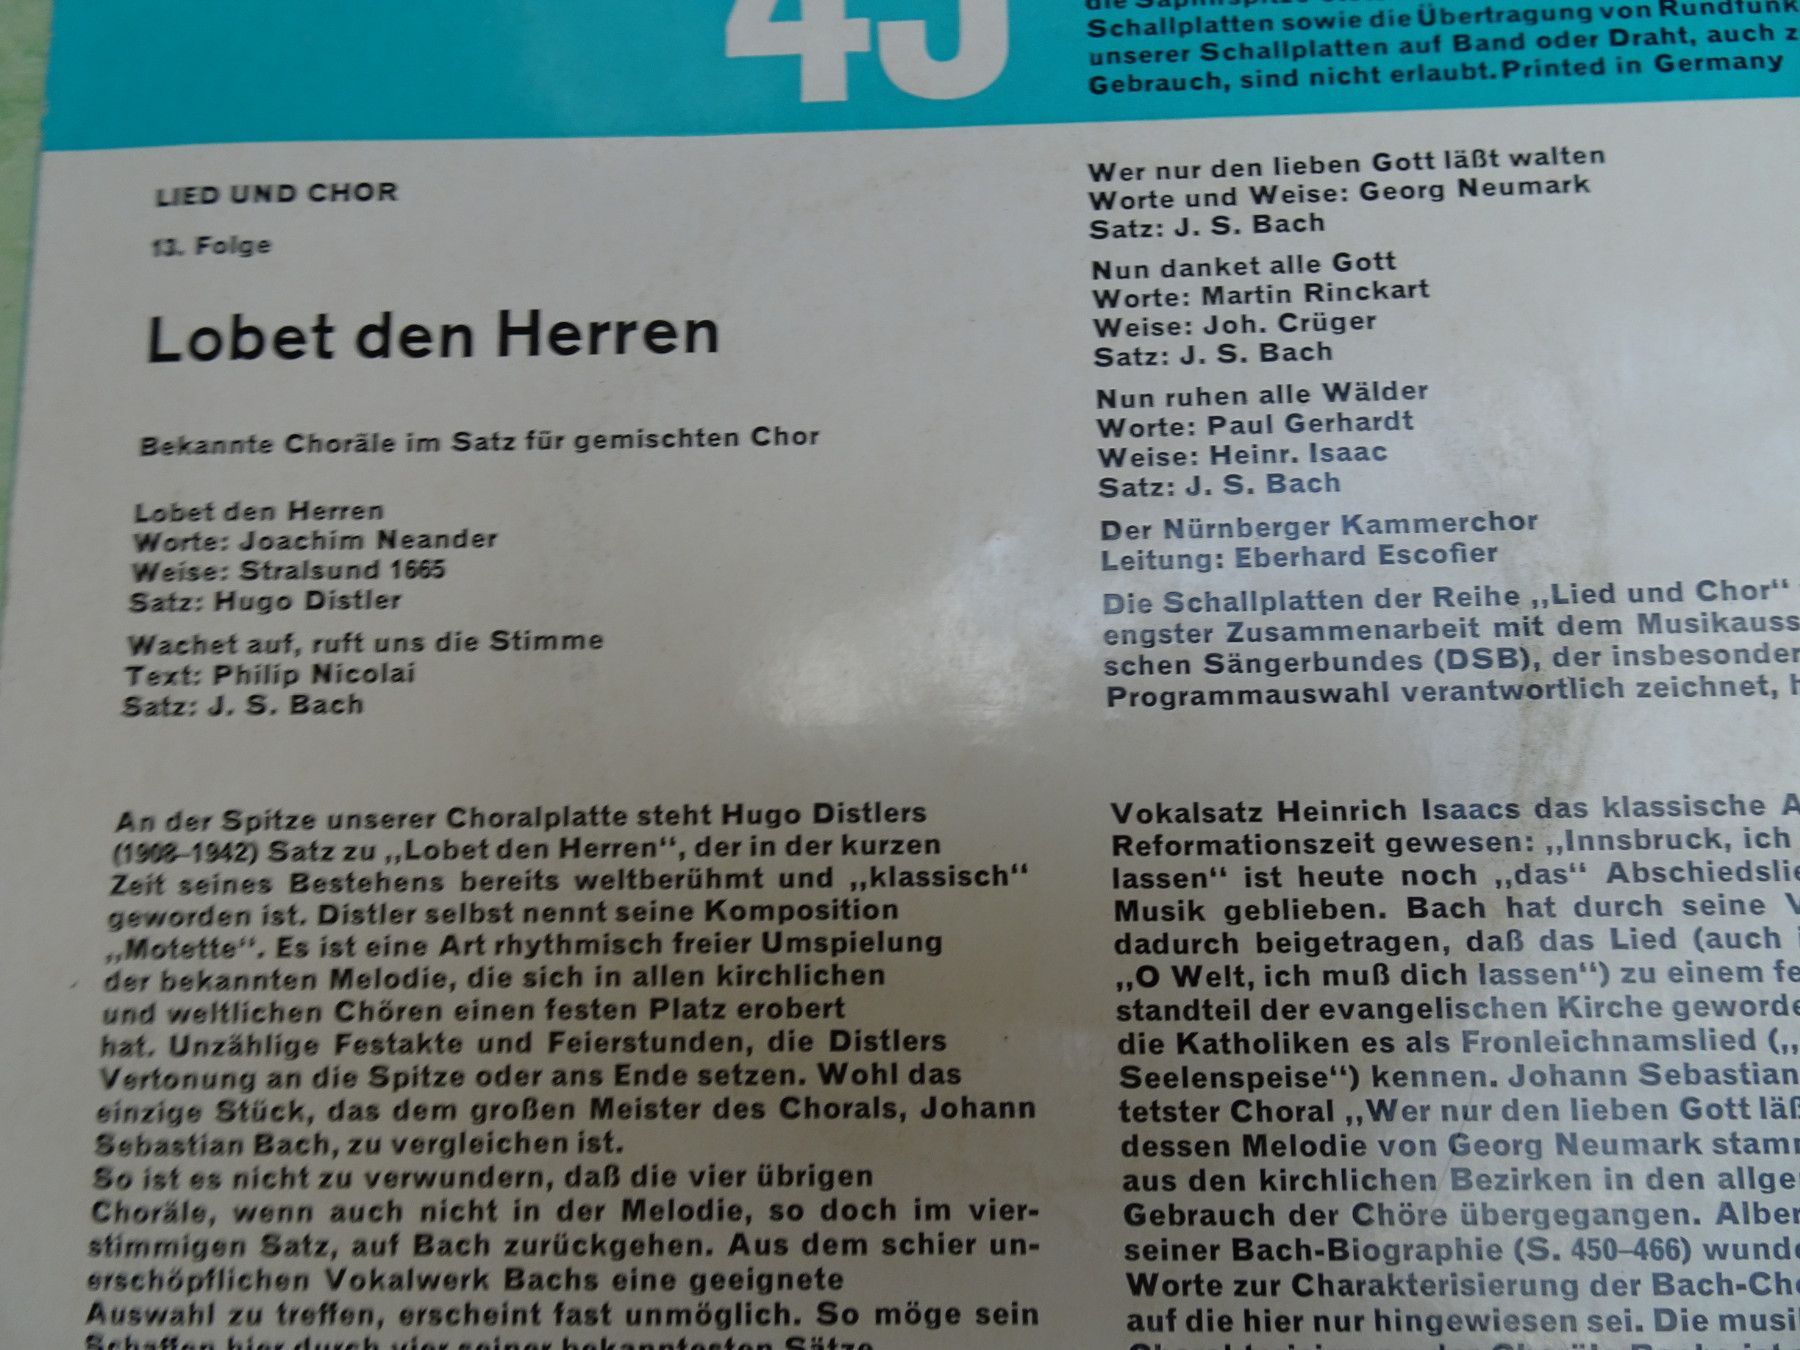 45
Schallplatten sowie die Übertragung von Rundfunk
unserer Schallplatten auf Band oder Draht, auch z
Gebrauch, sind nicht erlaubt. Printed in Germany
LIED UND CHOR
13. Folge
Lobet den Herren
Bekannte Choräle im Satz für gemischten Chor
Lobet den Herren
Worte: Joachim Neander
Weise: Stralsund 1665
Satz: Hugo Distler
Wachet auf, ruft uns die Stimme
Text: Philip Nicolai
Satz: J. S. Bach
Wer nur den lieben Gott läßt walten
Worte und Weise: Georg Neumark
Satz: J. S. Bach
Nun danket alle Gott
Worte: Martin Rinckart
Weise: Joh. Crüger
Satz: J. S. Bach
Nun ruhen alle Wälder
Worte: Paul Gerhardt
Weise: Heinr. Isaac
Satz: J. S. Bach
Der Nürnberger Kammerchor
Leitung: Eberhard Escofier
Die Schallplatten der Reihe „Lied und Chor“
engster Zusammenarbeit mit dem Musikauss
schen Sängerbundes (DSB), der insbesonder
Programmauswahl verantwortlich zeichnet, h
An der Spitze unserer Choralplatte steht Hugo Distlers
(1908–1942) Satz zu „Lobet den Herren“, der in der kurzen
Zeit seines Bestehens bereits weltberühmt und „klassisch“
geworden ist. Distler selbst nennt seine Komposition
„Motette“. Es ist eine Art rhythmisch freier Umspielung
der bekannten Melodie, die sich in allen kirchlichen
und weltlichen Chören einen festen Platz erobert
hat. Unzählige Festakte und Feierstunden, die Distlers
Vertonung an die Spitze oder ans Ende setzen. Wohl das
einzige Stück, das dem großen Meister des Chorals, Johann
Sebastian Bach, zu vergleichen ist.
So ist es nicht zu verwundern, daß die vier übrigen
Choräle, wenn auch nicht in der Melodie, so doch im vier-
stimmigen Satz, auf Bach zurückgehen. Aus dem schier un-
erschöpflichen Vokalwerk Bachs eine geeignete
Auswahl zu treffen, erscheint fast unmöglich. So möge sein
Schaffen hier durch vier seiner bekanntesten Sätze
Vokalsatz Heinrich Isaacs das klassische A
Reformationszeit gewesen: „Innsbruck, ich
lassen“ ist heute noch „das“ Abschiedslie
Musik geblieben. Bach hat durch seine V
dadurch beigetragen, daß das Lied (auch i
„O Welt, ich muß dich lassen“) zu einem fe
standteil der evangelischen Kirche geworde
die Katholiken es als Fronleichnamslied („
Seelenspeise“) kennen. Johann Sebastian
tetster Choral „Wer nur den lieben Gott läß
dessen Melodie von Georg Neumark stamm
aus den kirchlichen Bezirken in den allge
Gebrauch der Chöre übergegangen. Alber
seiner Bach-Biographie (S. 450–466) wunde
Worte zur Charakterisierung der Bach-Cho
auf die hier nur hingewiesen sei. Die musi